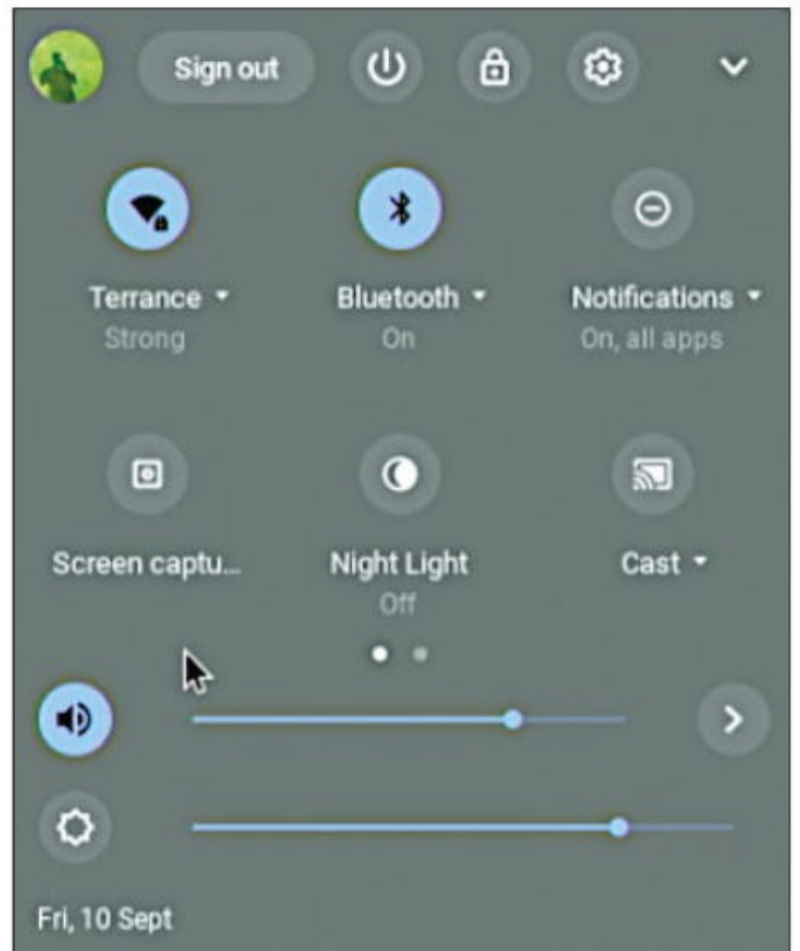 Sign out
Terrance Bluetooth Notifications
Strong On On, all apps
Screen captu... Night Light Cast
Off
Fri, 10 Sept